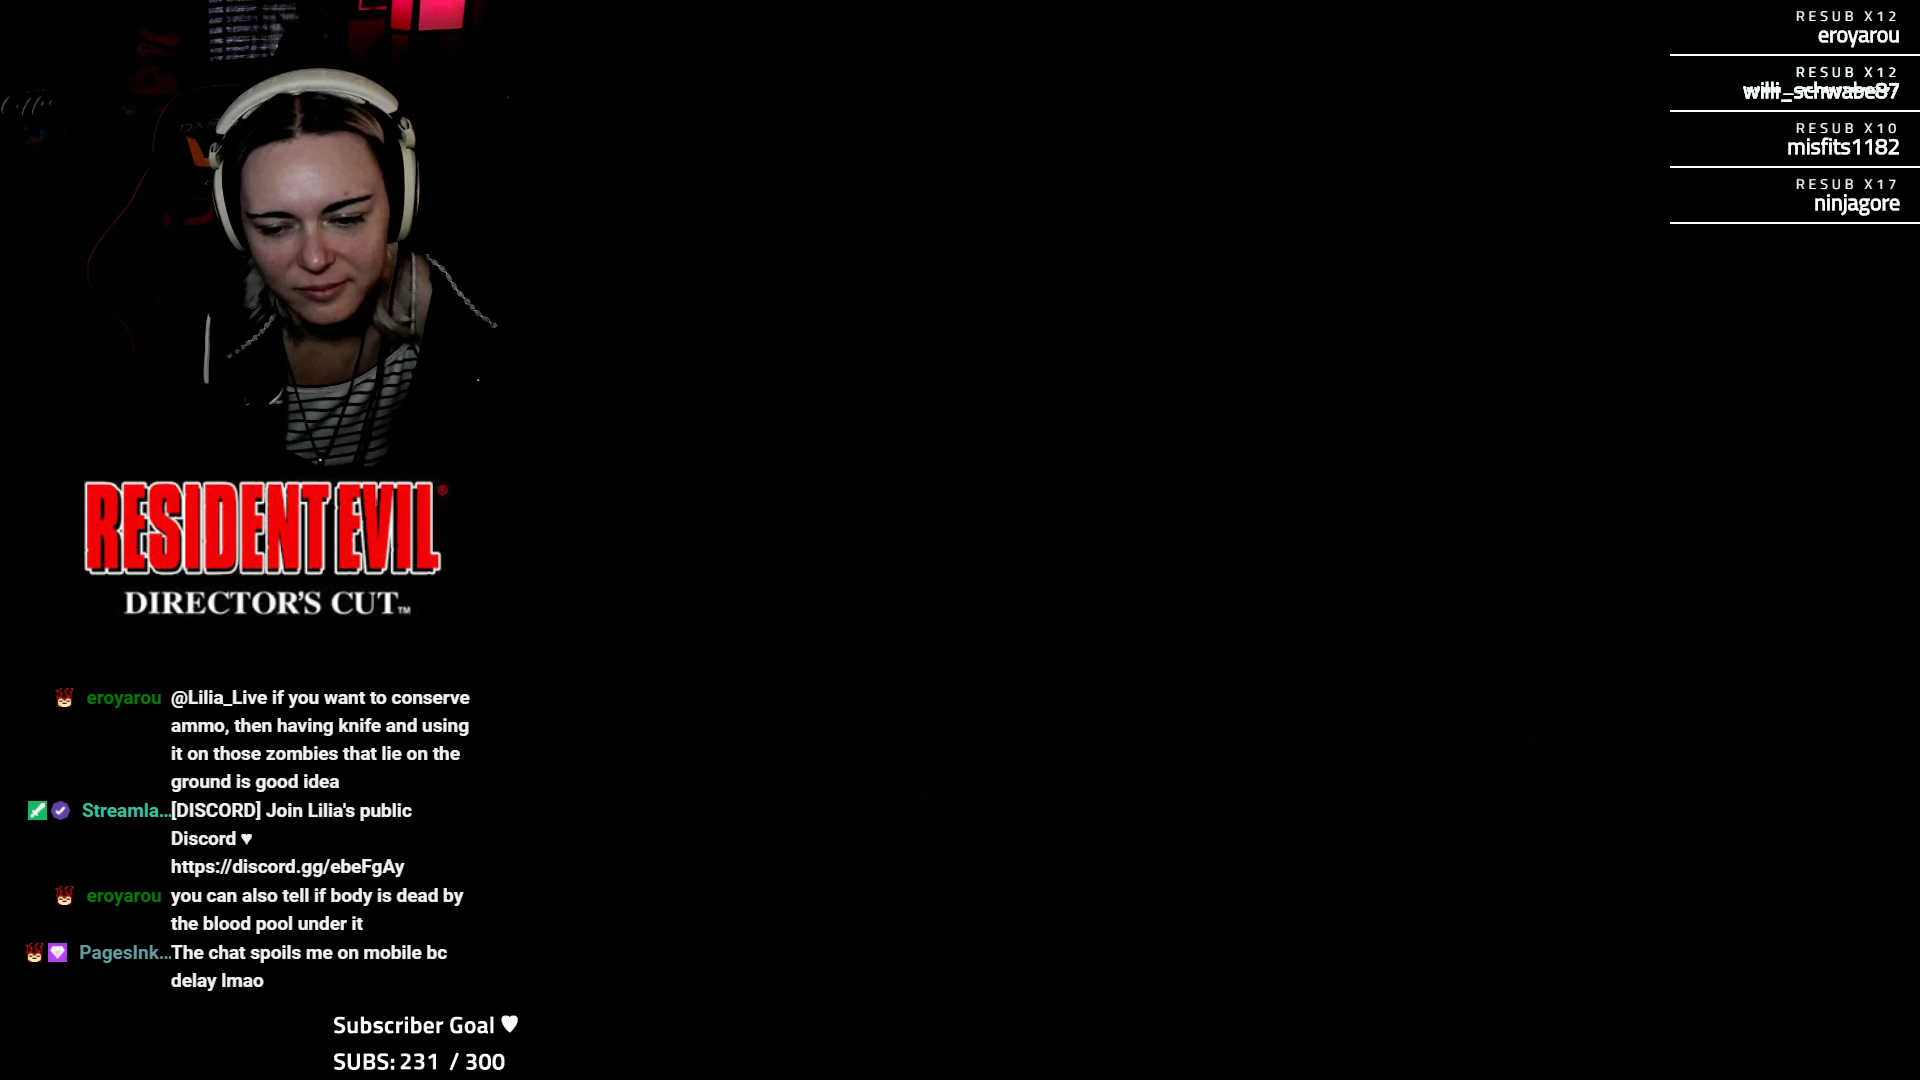 RESUB X12
eroyarou
RESUB X12
willi_schwabe87
RESUB X10
misfits1182
RESUB X17
ninjagore
RESIDENT EVIL®
DIRECTOR'S CUT™
eroyarou @Lilia_Live if you want to conserve
ammo, then having knife and using
it on those zombies that lie on the
ground is good idea
Streamla... [DISCORD] Join Lilia's public
Discord ♥
https://discord.gg/ebeFgAy
eroyarou you can also tell if body is dead by
the blood pool under it
PagesInk... The chat spoils me on mobile bc
delay lmao
Subscriber Goal ♥
SUBS: 231 / 300